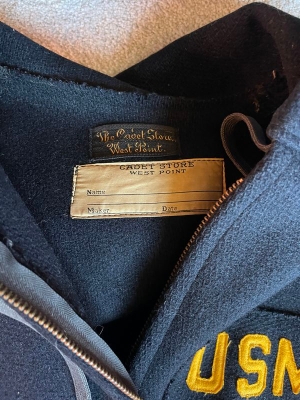 The Cadet Store,
West Point.
CADET STORE
WEST POINT
Name
Maker Date
USM